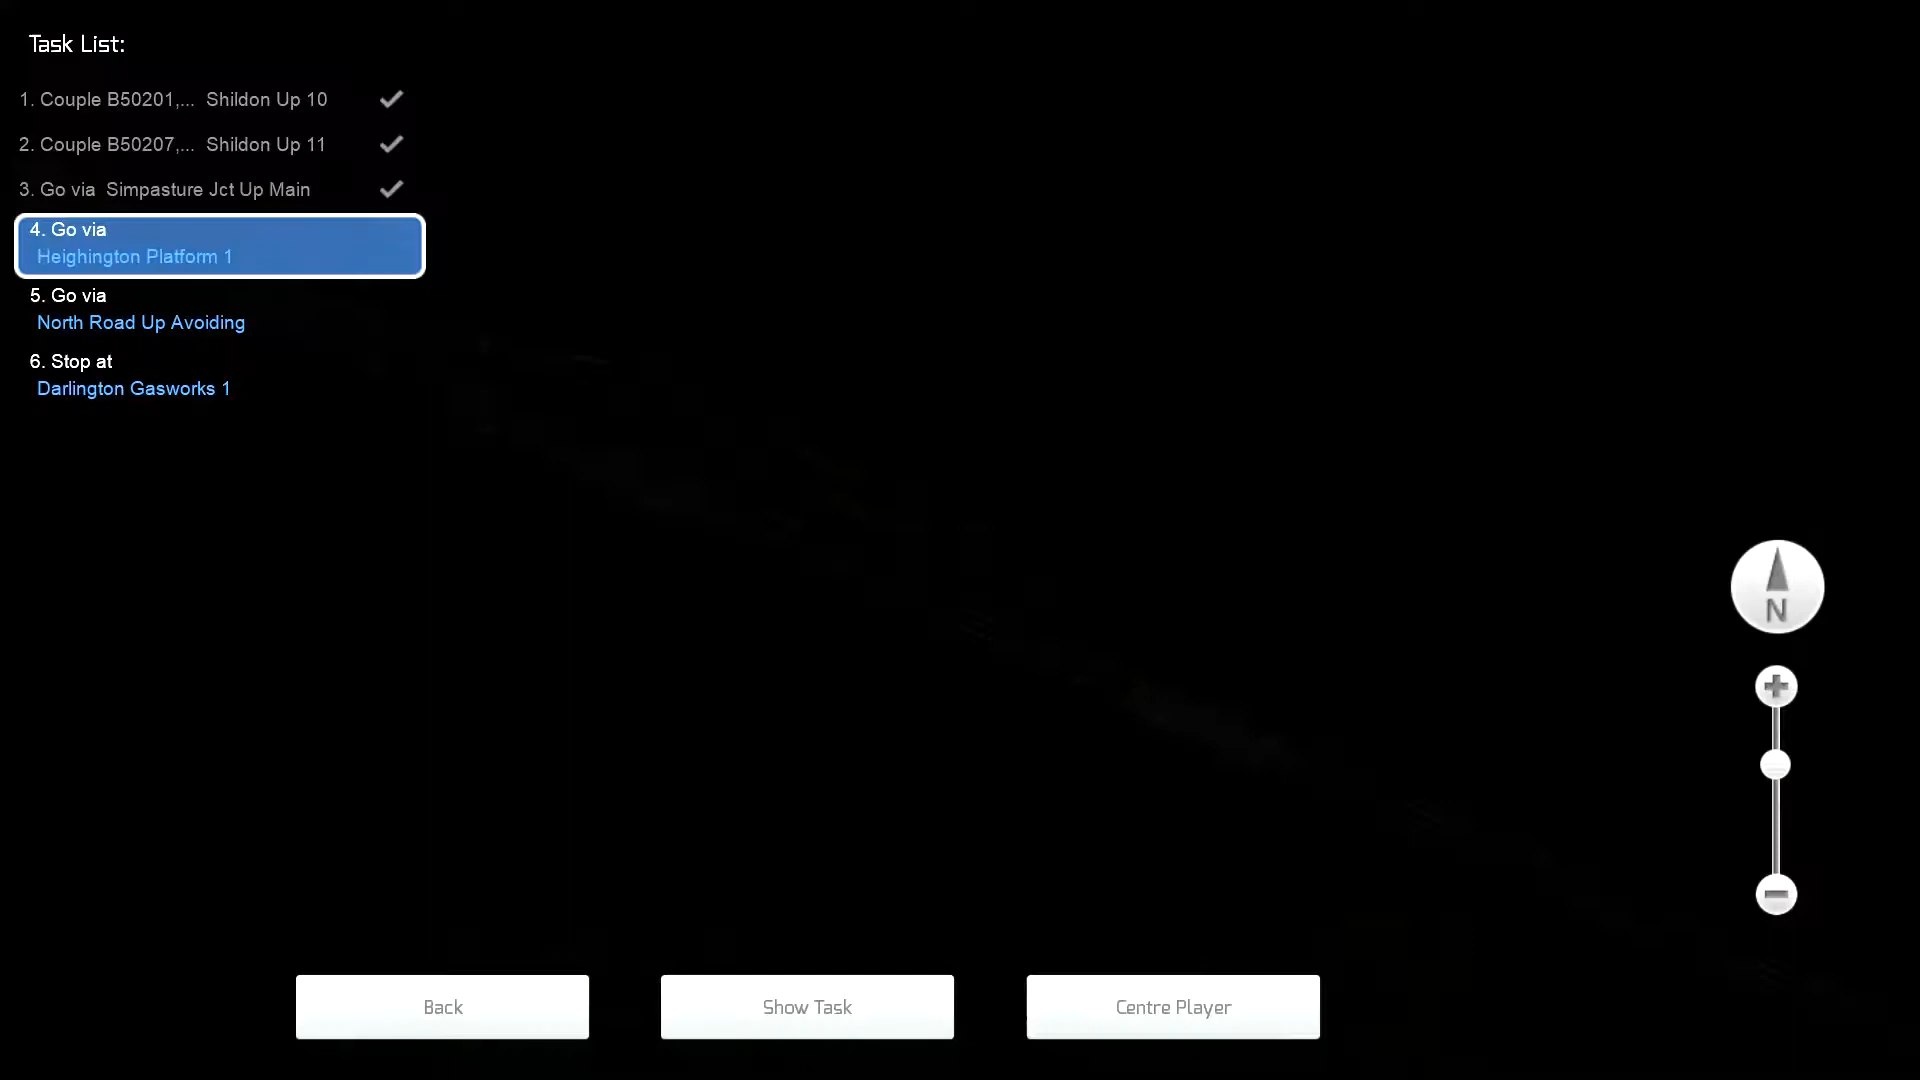 Task List:
1. Couple B50201,... Shildon Up 10
2. Couple B50207,... Shildon Up 11
3. Go via Simpasture Jct Up Main
4. Go via
Heighington Platform 1
5. Go via
North Road Up Avoiding
6. Stop at
Darlington Gasworks 1
N
Back
Show Task
Centre Player